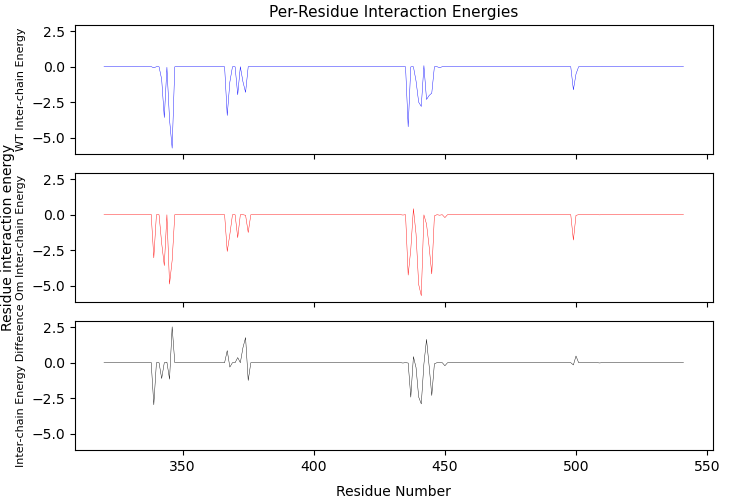 Per-Residue Interaction Energies
WT Inter-chain Energy
2.5
0.0
−2.5
−5.0
Residue interaction energy
Om Inter-chain Energy
2.5
0.0
−2.5
−5.0
Inter-chain Energy Difference
2.5
0.0
−2.5
−5.0
350
400
450
500
550
Residue Number